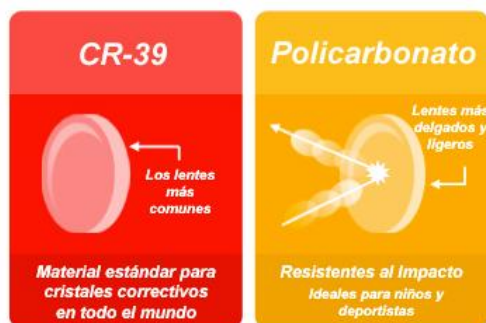 CR-39
Los lentes
más
comunes
Material estándar para
cristales correctivos
en todo el mundo
Policarbonato
Lentes más
delgados y
ligeros
Resistentes al Impacto
Ideales para niños y
deportistas